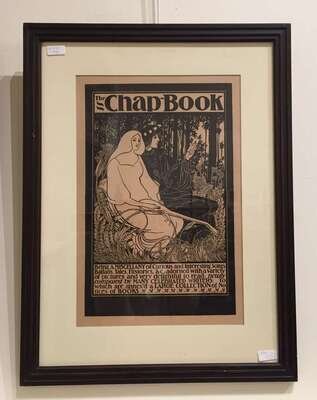 The
Chap-Book
Being A MISCELLANY of Curious and interesting Songs
Ballads, Tales, Histories, &c. adorned with a variety
of pictures and very delightful to read; newly
composed by MANY CELEBRATED WRITERS; To
which are annex'd a LARGE COLLECTION of No
tices of BOOKS